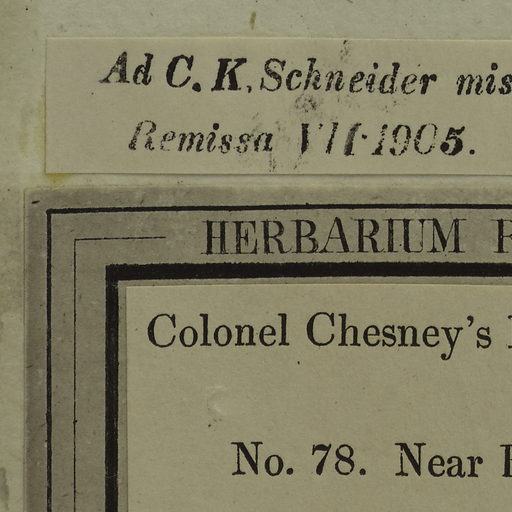 Ad C. K. Schneider mis
Remissa VII·1905.
HERBARIUM
Colonel Chesney's
No. 78. Near